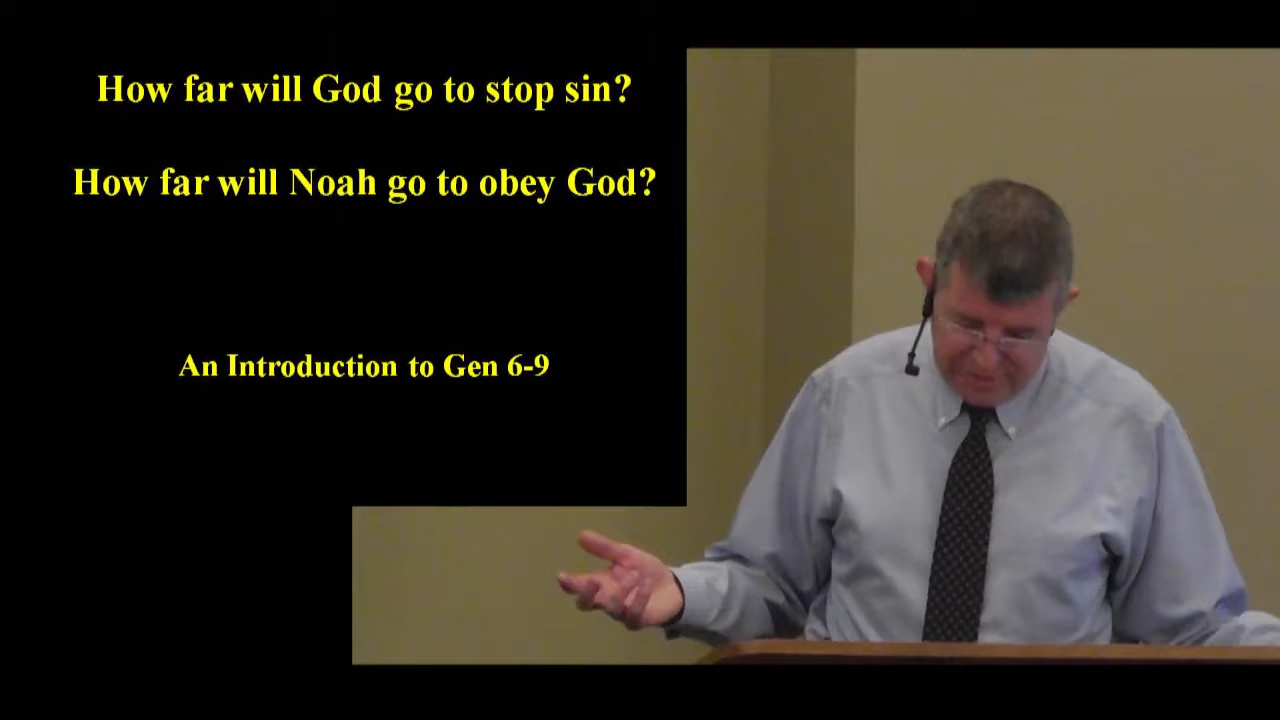 How far will God go to stop sin?
How far will Noah go to obey God?
An Introduction to Gen 6-9